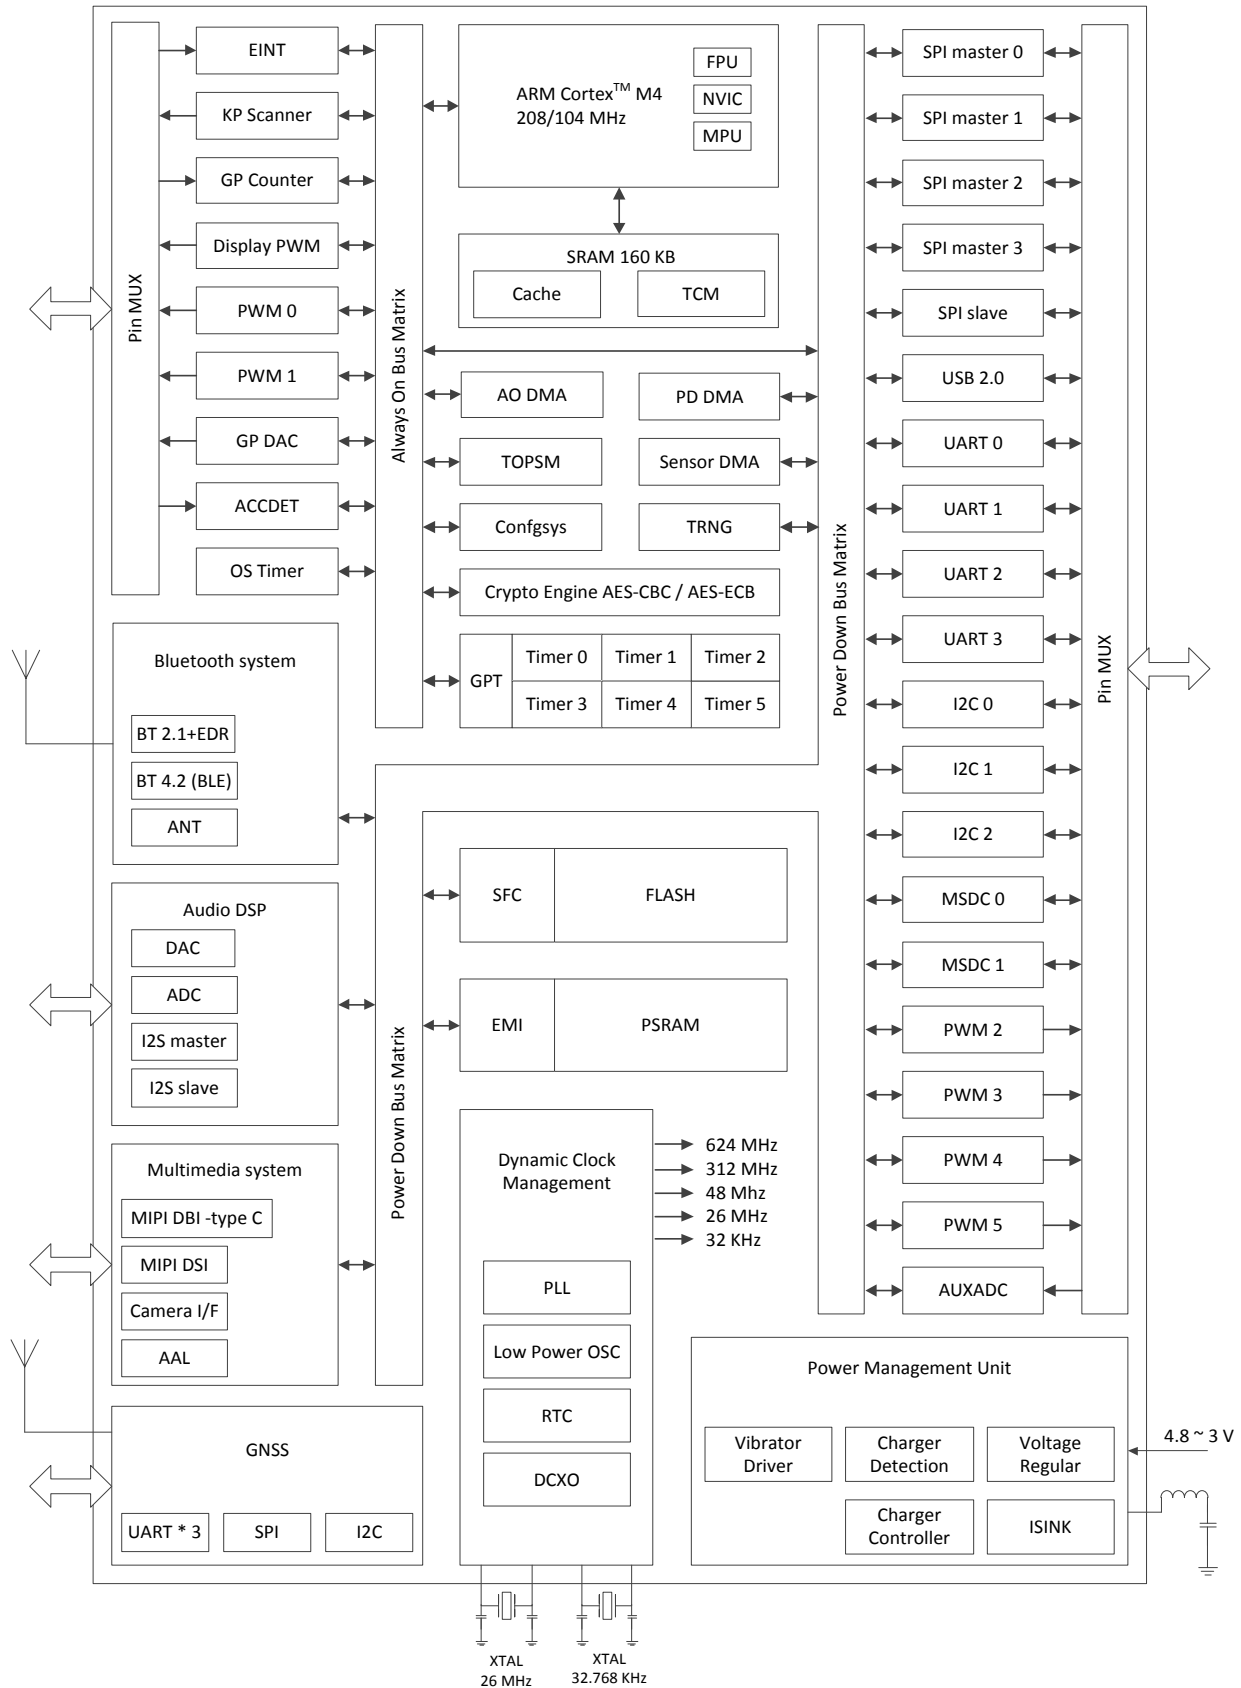 Pin MUX
EINT
KP Scanner
GP Counter
Display PWM
PWM 0
PWM 1
GP DAC
ACCDET
OS Timer
Always On Bus Matrix
ARM Cortex™ M4
208/104 MHz
FPU
NVIC
MPU
SRAM 160 KB
Cache
TCM
AO DMA
PD DMA
TOPSM
Sensor DMA
Confgsys
TRNG
Crypto Engine AES-CBC / AES-ECB
GPT
Timer 0
Timer 1
Timer 2
Timer 3
Timer 4
Timer 5
Power Down Bus Matrix
SPI master 0
SPI master 1
SPI master 2
SPI master 3
SPI slave
USB 2.0
UART 0
UART 1
UART 2
UART 3
I2C 0
I2C 1
I2C 2
MSDC 0
MSDC 1
PWM 2
PWM 3
PWM 4
PWM 5
AUXADC
Pin MUX
Bluetooth system
BT 2.1+EDR
BT 4.2 (BLE)
ANT
Audio DSP
DAC
ADC
I2S master
I2S slave
Multimedia system
MIPI DBI -type C
MIPI DSI
Camera I/F
AAL
GNSS
UART * 3
SPI
I2C
Power Down Bus Matrix
SFC
FLASH
EMI
PSRAM
Dynamic Clock
Management
624 MHz
312 MHz
48 Mhz
26 MHz
32 KHz
PLL
Low Power OSC
RTC
DCXO
XTAL
26 MHz
XTAL
32.768 KHz
Power Management Unit
Vibrator
Driver
Charger
Detection
Voltage
Regular
Charger
Controller
ISINK
4.8 ~ 3 V